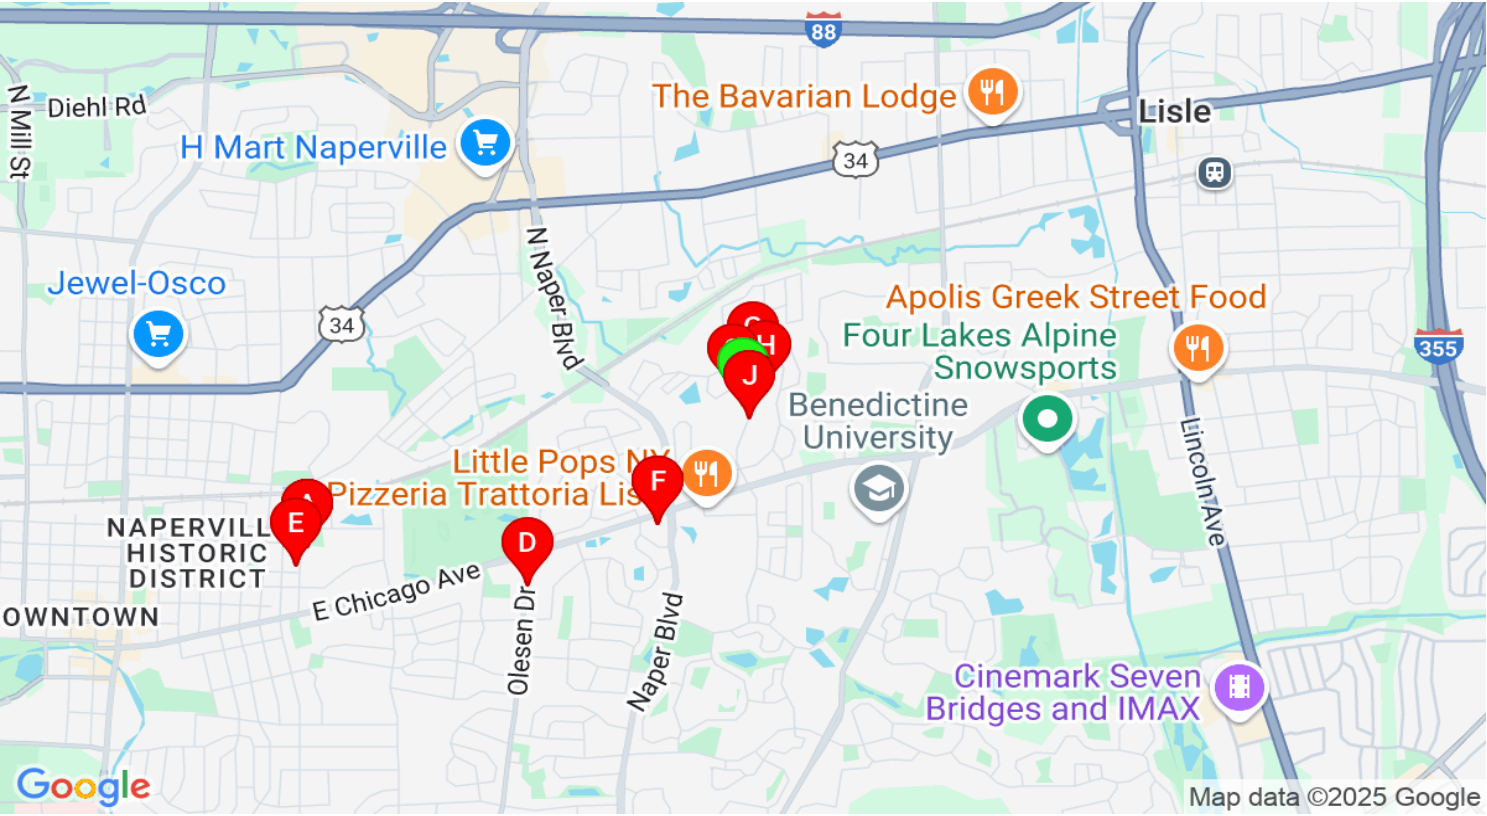 88
The Bavarian Lodge
Lisle
Diehl Rd
N Mill St
H Mart Naperville
34
N Naper Blvd
Jewel-Osco
34
Apolis Greek Street Food
Four Lakes Alpine
Snowsports
355
H
J
Benedictine
University
Lincoln Ave
Little Pops NY
Pizzeria Trattoria Lis
F
E
D
NAPERVILL
HISTORIC
DISTRICT
E Chicago Ave
OWNTOWN
Olesen Dr
Naper Blvd
Cinemark Seven
Bridges and IMAX
Google
Map data ©2025 Google